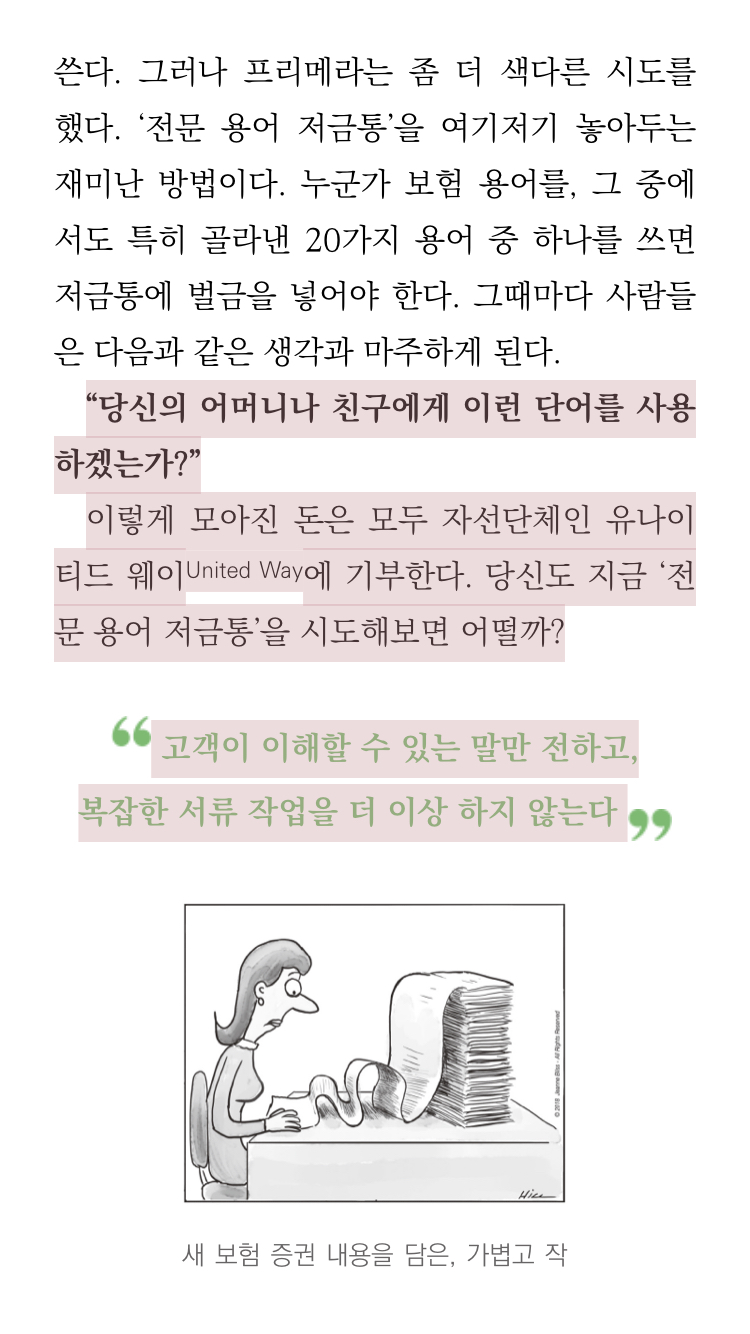 쓴다. 그러나 프리메라는 좀 더 색다른 시도를
했다. ‘전문 용어 저금통’을 여기저기 놓아두는
재미난 방법이다. 누군가 보험 용어를, 그 중에
서도 특히 골라낸 20가지 용어 중 하나를 쓰면
저금통에 벌금을 넣어야 한다. 그때마다 사람들
은 다음과 같은 생각과 마주하게 된다.
“당신의 어머니나 친구에게 이런 단어를 사용
하겠는가?”
이렇게 모아진 돈은 모두 자선단체인 유나이
티드 웨이United Way에 기부한다. 당신도 지금 ‘전
문 용어 저금통’을 시도해보면 어떨까?
“고객이 이해할 수 있는 말만 전하고,
복잡한 서류 작업을 더 이상 하지 않는다”
© 2016 Jeanne Bliss - All Rights Reserved
새 보험 증권 내용을 담은, 가볍고 작